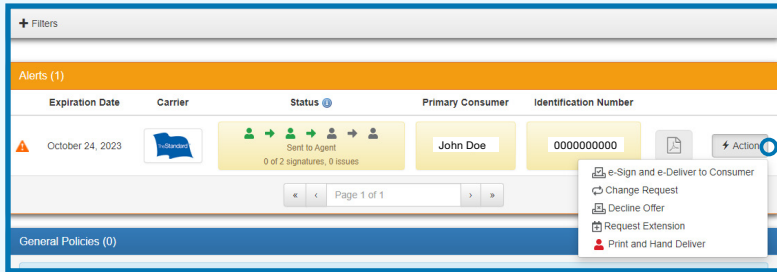 Filters
Alerts (1)
Expiration Date Carrier Status Primary Consumer Identification Number
October 24, 2023 TheStandard Sent to Agent John Doe 0000000000 Action
0 of 2 signatures, 0 issues
e-Sign and e-Deliver to Consumer
Change Request
Decline Offer
Request Extension
Print and Hand Deliver
« ‹ Page 1 of 1 › »
General Policies (0)